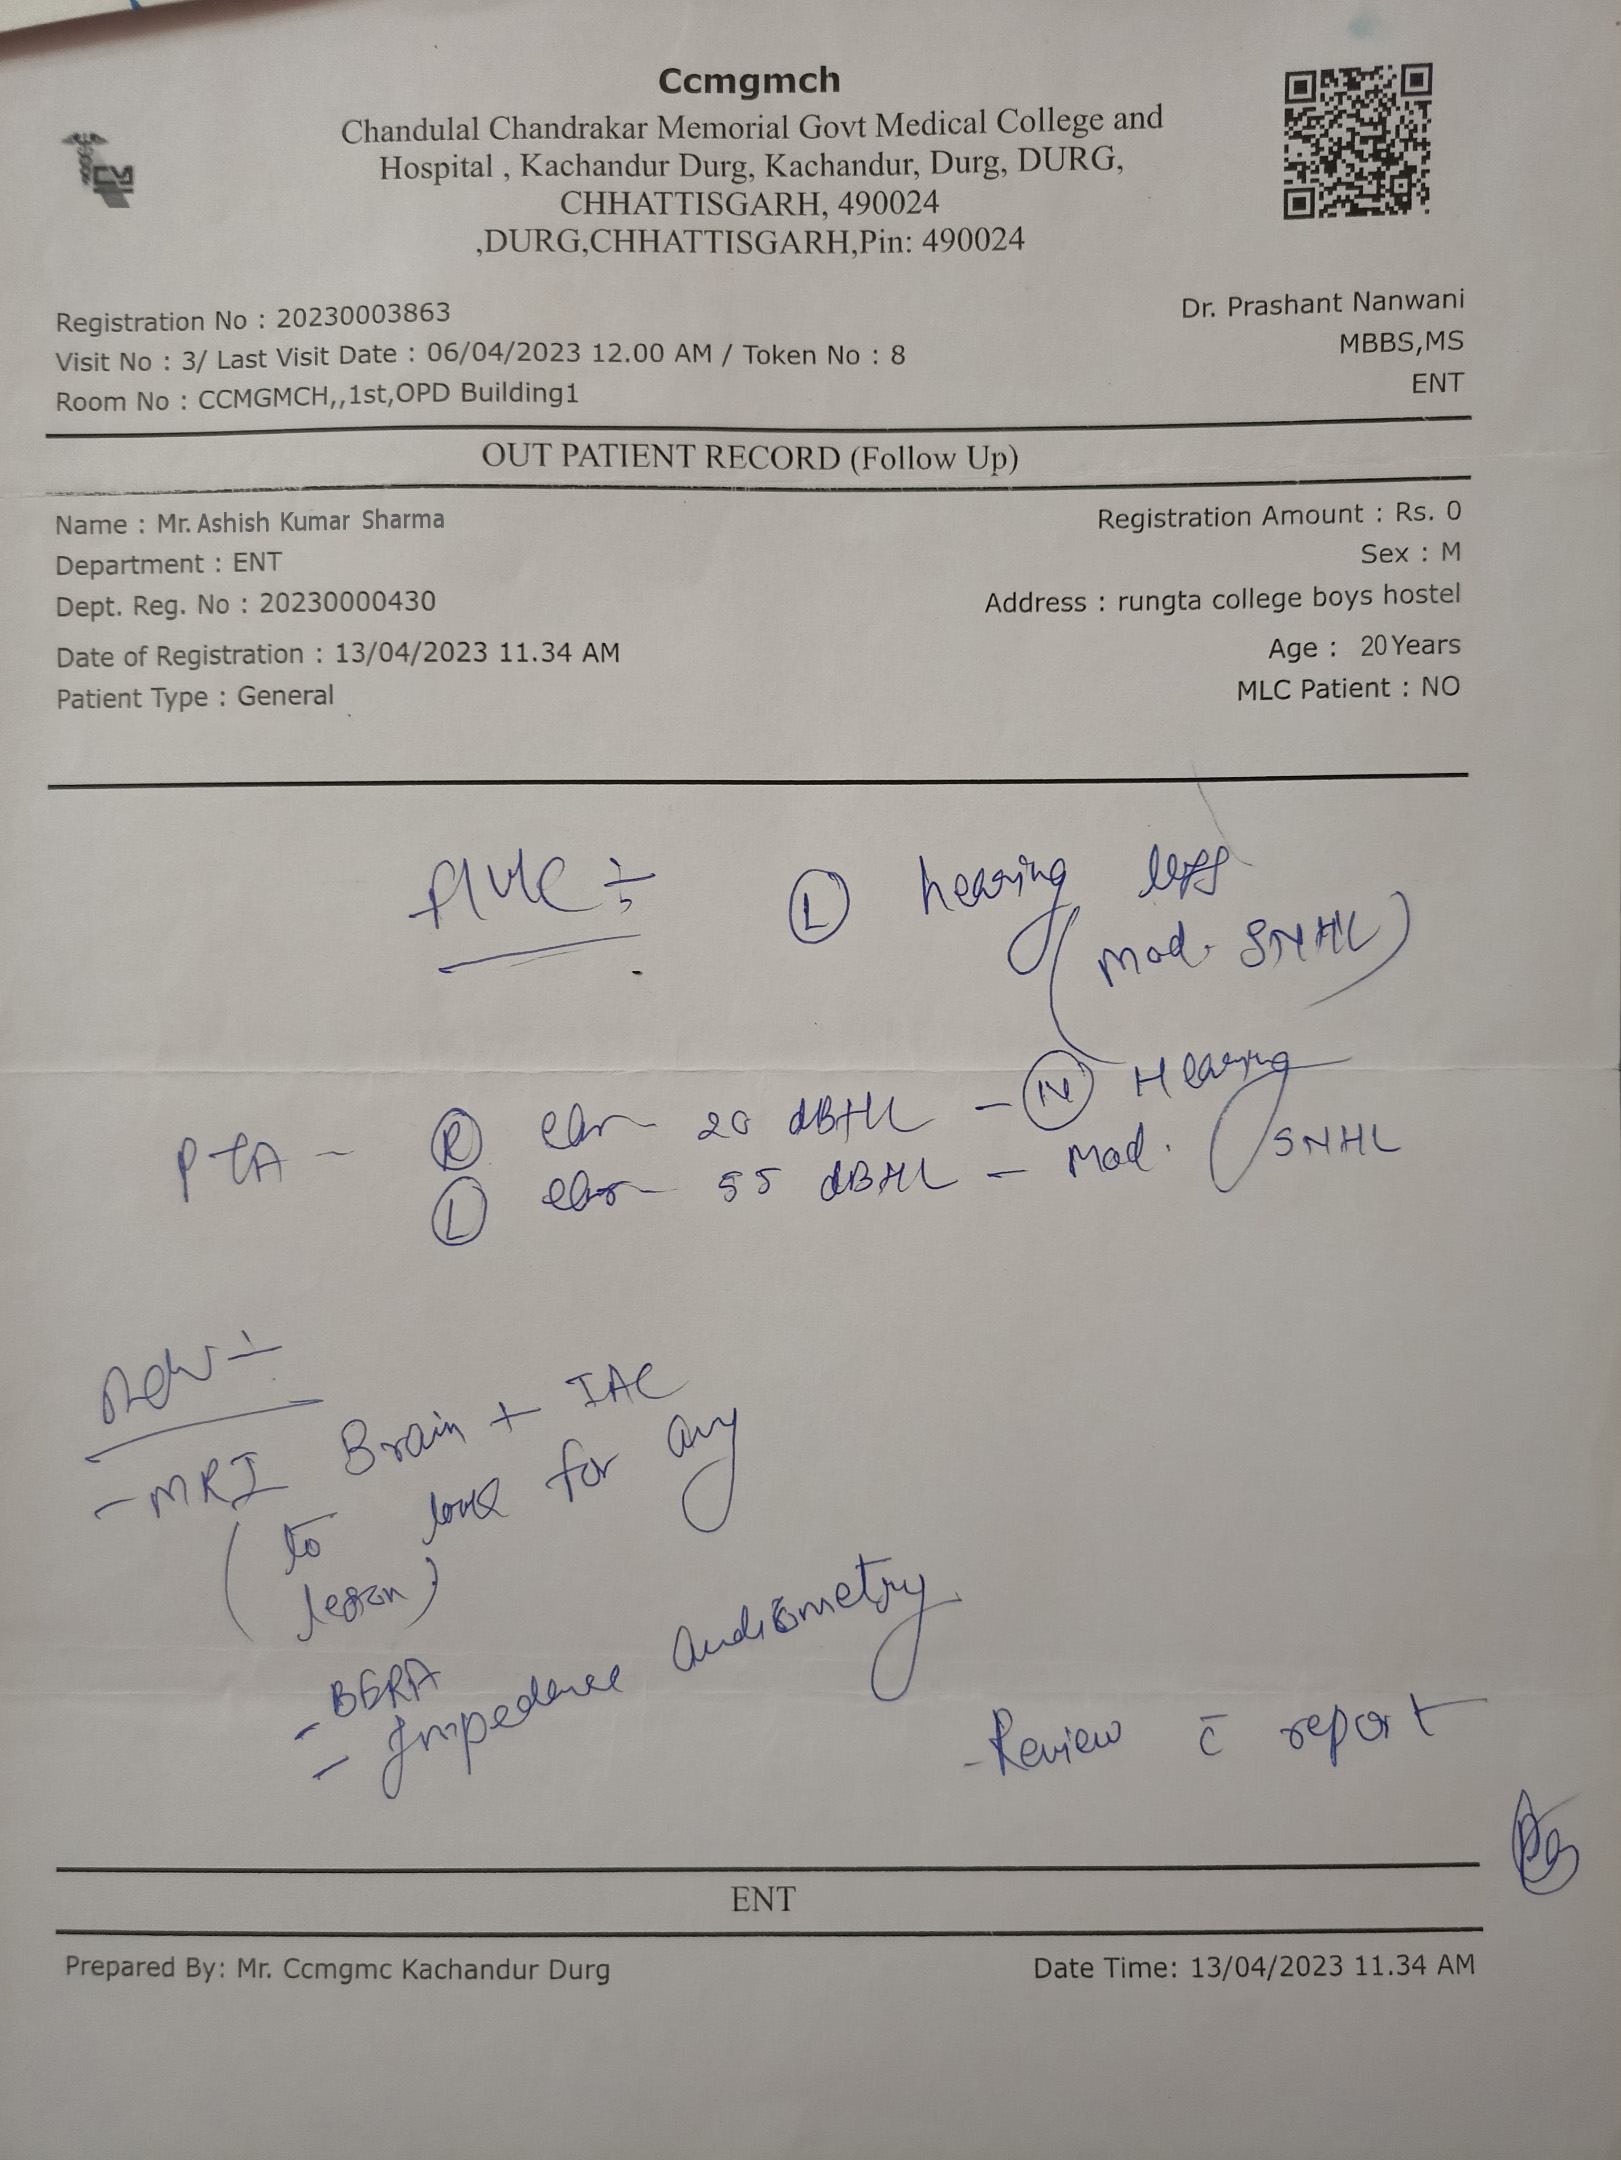 Ccmgmch
Chandulal Chandrakar Memorial Govt Medical College and
Hospital , Kachandur Durg, Kachandur, Durg, DURG,
CHHATTISGARH, 490024
,DURG,CHHATTISGARH,Pin: 490024
Registration No : 20230003863
Visit No : 3/ Last Visit Date : 06/04/2023 12.00 AM / Token No : 8
Room No : CCMGMCH,,1st,OPD Building1
Dr. Prashant Nanwani
MBBS,MS
ENT
OUT PATIENT RECORD (Follow Up)
Name : Mr. Ashish Kumar Sharma
Department : ENT
Dept. Reg. No : 20230000430
Date of Registration : 13/04/2023 11.34 AM
Patient Type : General
Registration Amount : Rs. 0
Sex : M
Address : rungta college boys hostel
Age : 20 Years
MLC Patient : NO
L hearing loss
(Mod. SNHL)
PTA - R ear 20 dBHL - N Hearing
L ear 55 dBHL - Mod. SNHL
Adv
- MRI Brain + IAC
(to look for any
lesion)
- BERA
- Impedance audiometry
- Review c̄ report
ENT
Prepared By: Mr. Ccmgmc Kachandur Durg
Date Time: 13/04/2023 11.34 AM